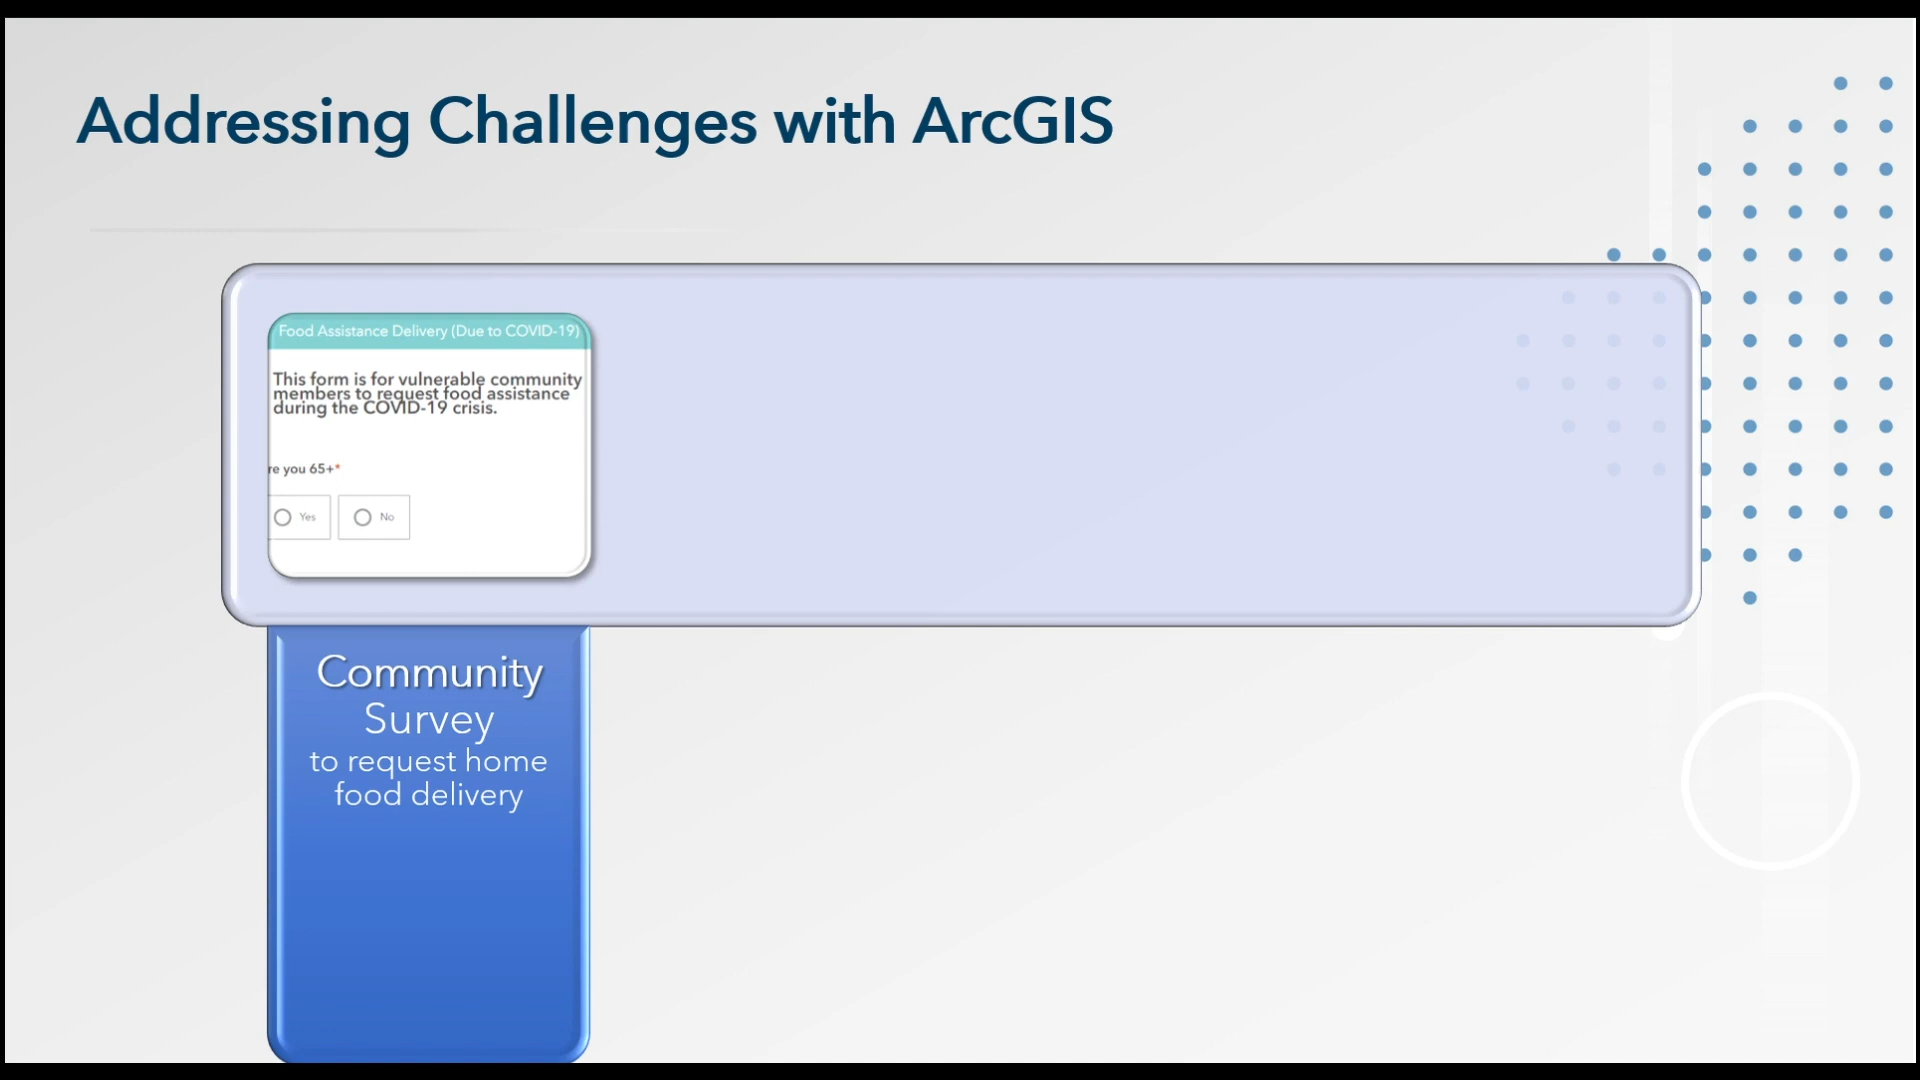 Addressing Challenges with ArcGIS
Food Assistance Delivery (Due to COVID-19)
This form is for vulnerable community
members to request food assistance
during the COVID-19 crisis.
re you 65+*
Yes
No
Community
Survey
to request home
food delivery